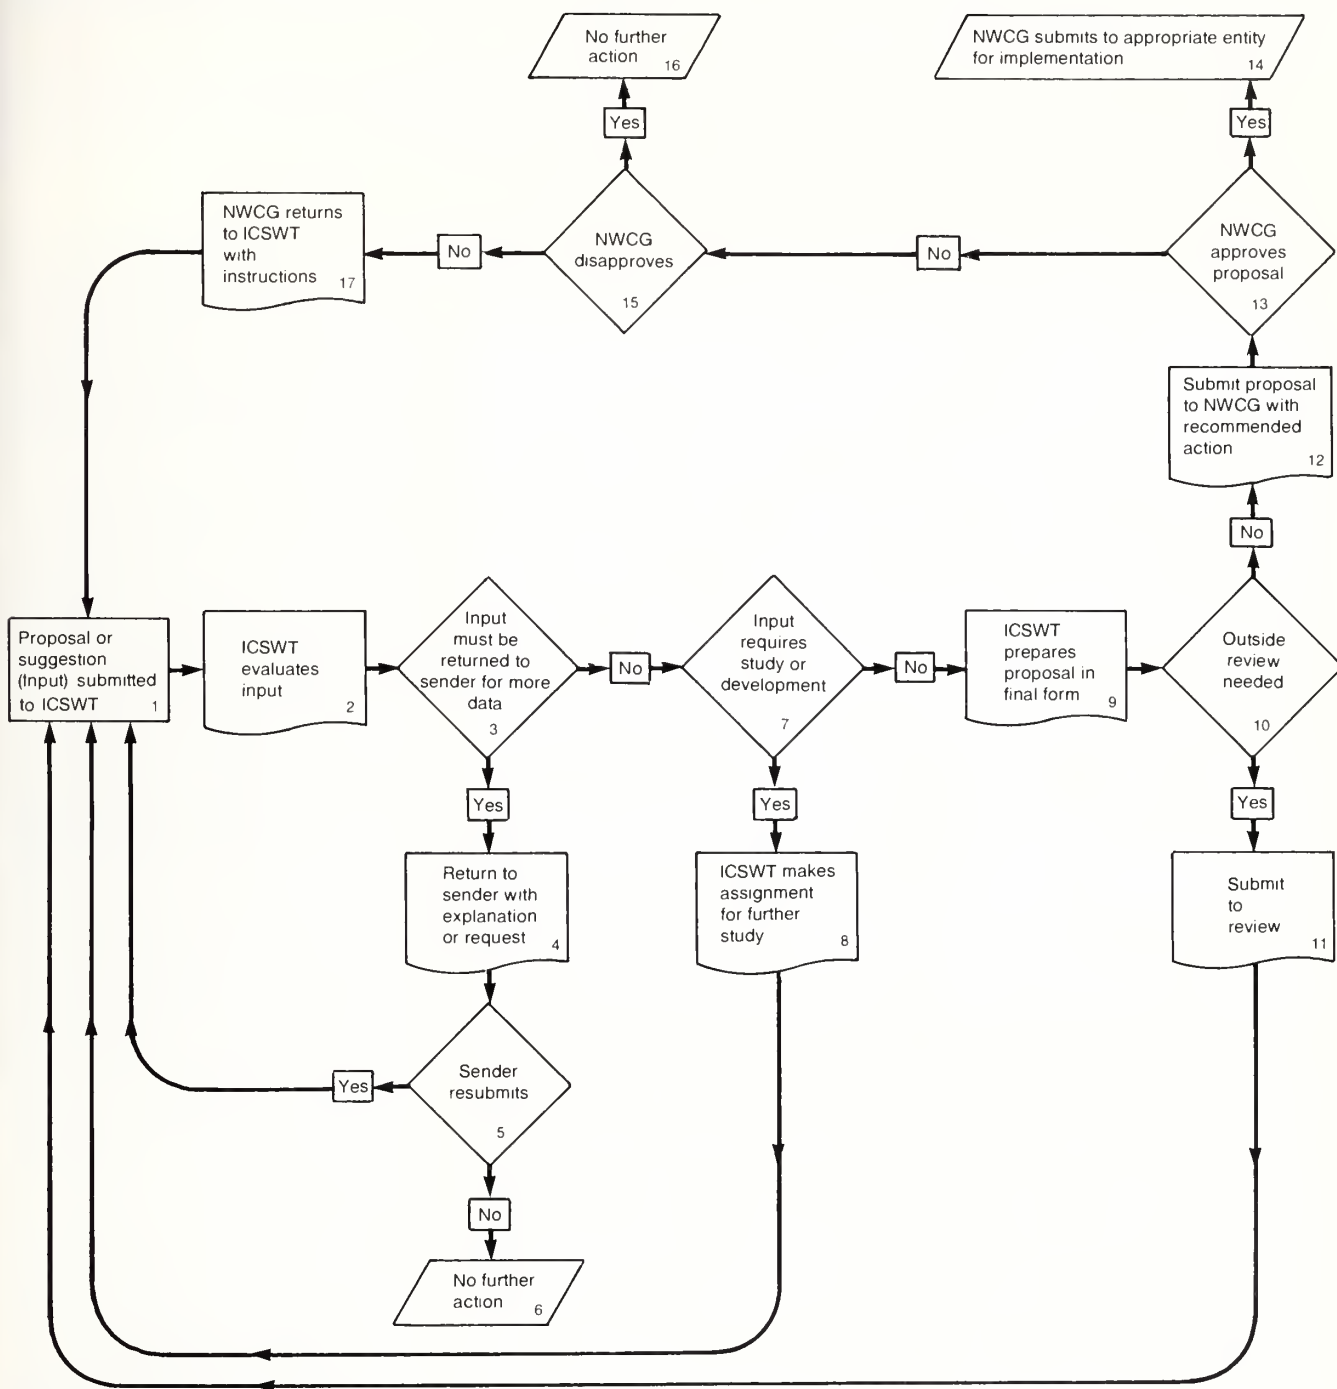 No further
action
16
Yes
NWCG submits to appropriate entity
for implementation
14
Yes
NWCG returns
to ICSWT
with
instructions
17
No
NWCG
disapproves
15
No
NWCG
approves
proposal
13
Submit proposal
to NWCG with
recommended
action
12
No
Proposal or
suggestion
(Input) submitted
to ICSWT
1
ICSWT
evaluates
input
2
Input
must be
returned to
sender for more
data
3
No
Input
requires
study or
development
7
No
ICSWT
prepares
proposal in
final form
9
Outside
review
needed
10
Yes
Return to
sender with
explanation
or request
4
Yes
ICSWT makes
assignment
for further
study
8
Yes
Submit
to
review
11
Yes
Sender
resubmits
5
No
No further
action
6